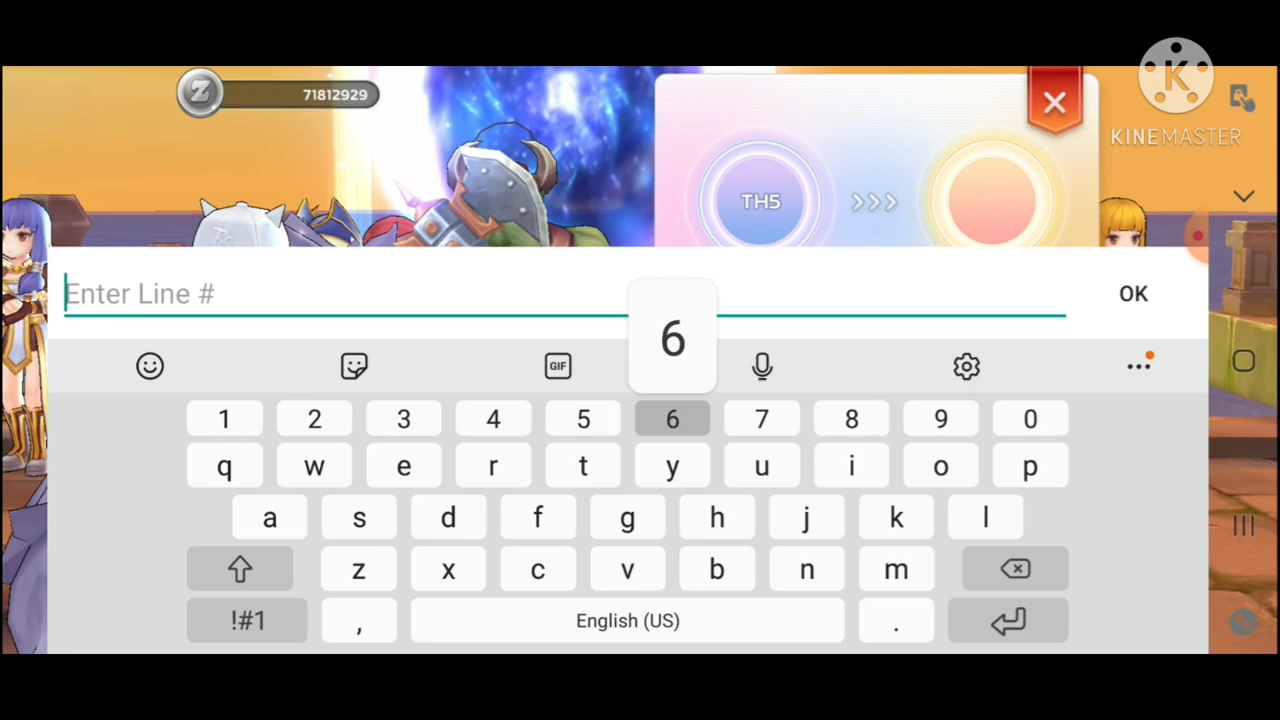 Z 71812929
K
KINEMASTER
TH5 >>>
Enter Line #
OK
6
GIF
1 2 3 4 5 6 7 8 9 0
q w e r t y u i o p
a s d f g h j k l
z x c v b n m
!#1 , English (US) .